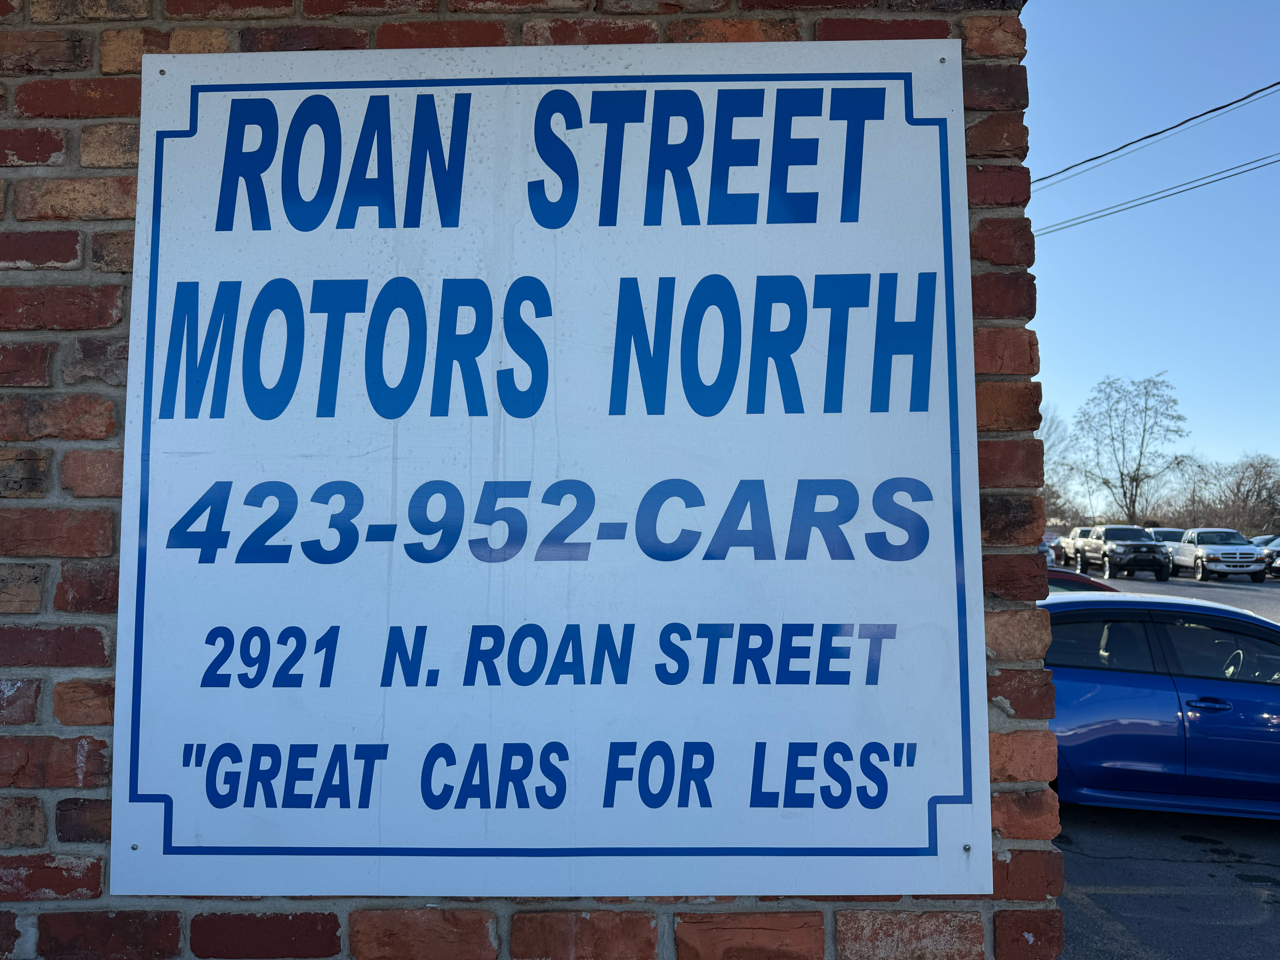 ROAN STREET
MOTORS NORTH
423-952-CARS
2921 N. ROAN STREET
"GREAT CARS FOR LESS"